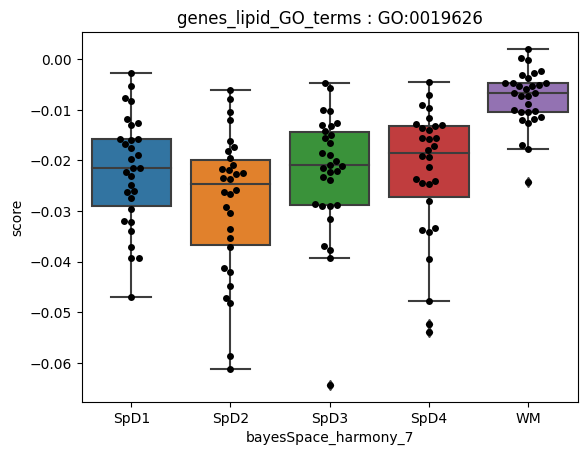 genes_lipid_GO_terms : GO:0019626
score
0.00
−0.01
−0.02
−0.03
−0.04
−0.05
−0.06
SpD1 SpD2 SpD3 SpD4 WM
bayesSpace_harmony_7